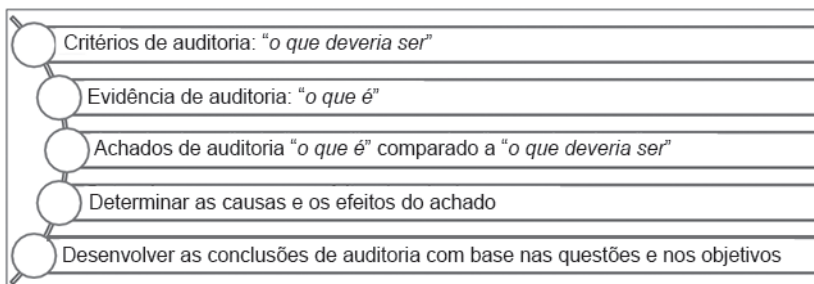 Critérios de auditoria: “o que deveria ser”
Evidência de auditoria: “o que é”
Achados de auditoria “o que é” comparado a “o que deveria ser”
Determinar as causas e os efeitos do achado
Desenvolver as conclusões de auditoria com base nas questões e nos objetivos